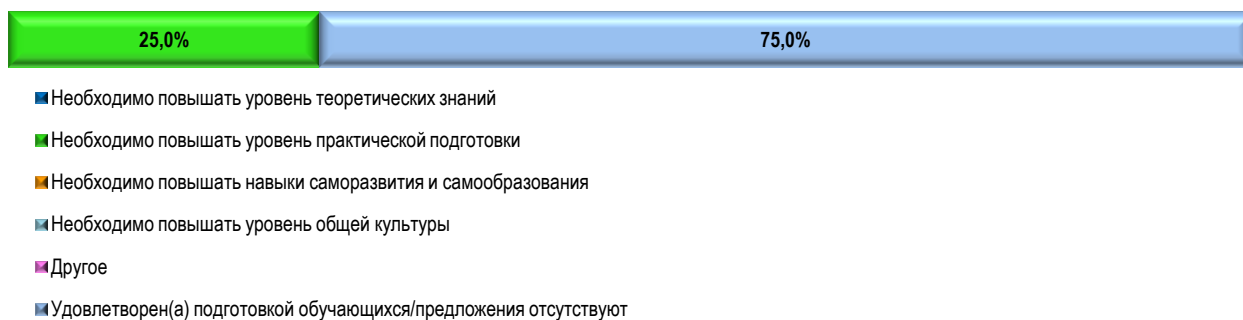 25,0% 75,0%
Необходимо повышать уровень теоретических знаний
Необходимо повышать уровень практической подготовки
Необходимо повышать навыки саморазвития и самообразования
Необходимо повышать уровень общей культуры
Другое
Удовлетворен(а) подготовкой обучающихся/предложения отсутствуют